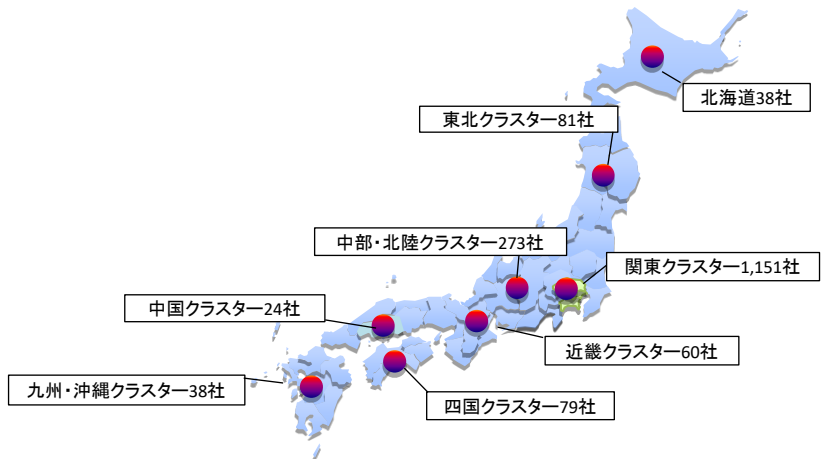 北海道38社
東北クラスター81社
中部・北陸クラスター273社
関東クラスター1,151社
中国クラスター24社
近畿クラスター60社
九州・沖縄クラスター38社
四国クラスター79社